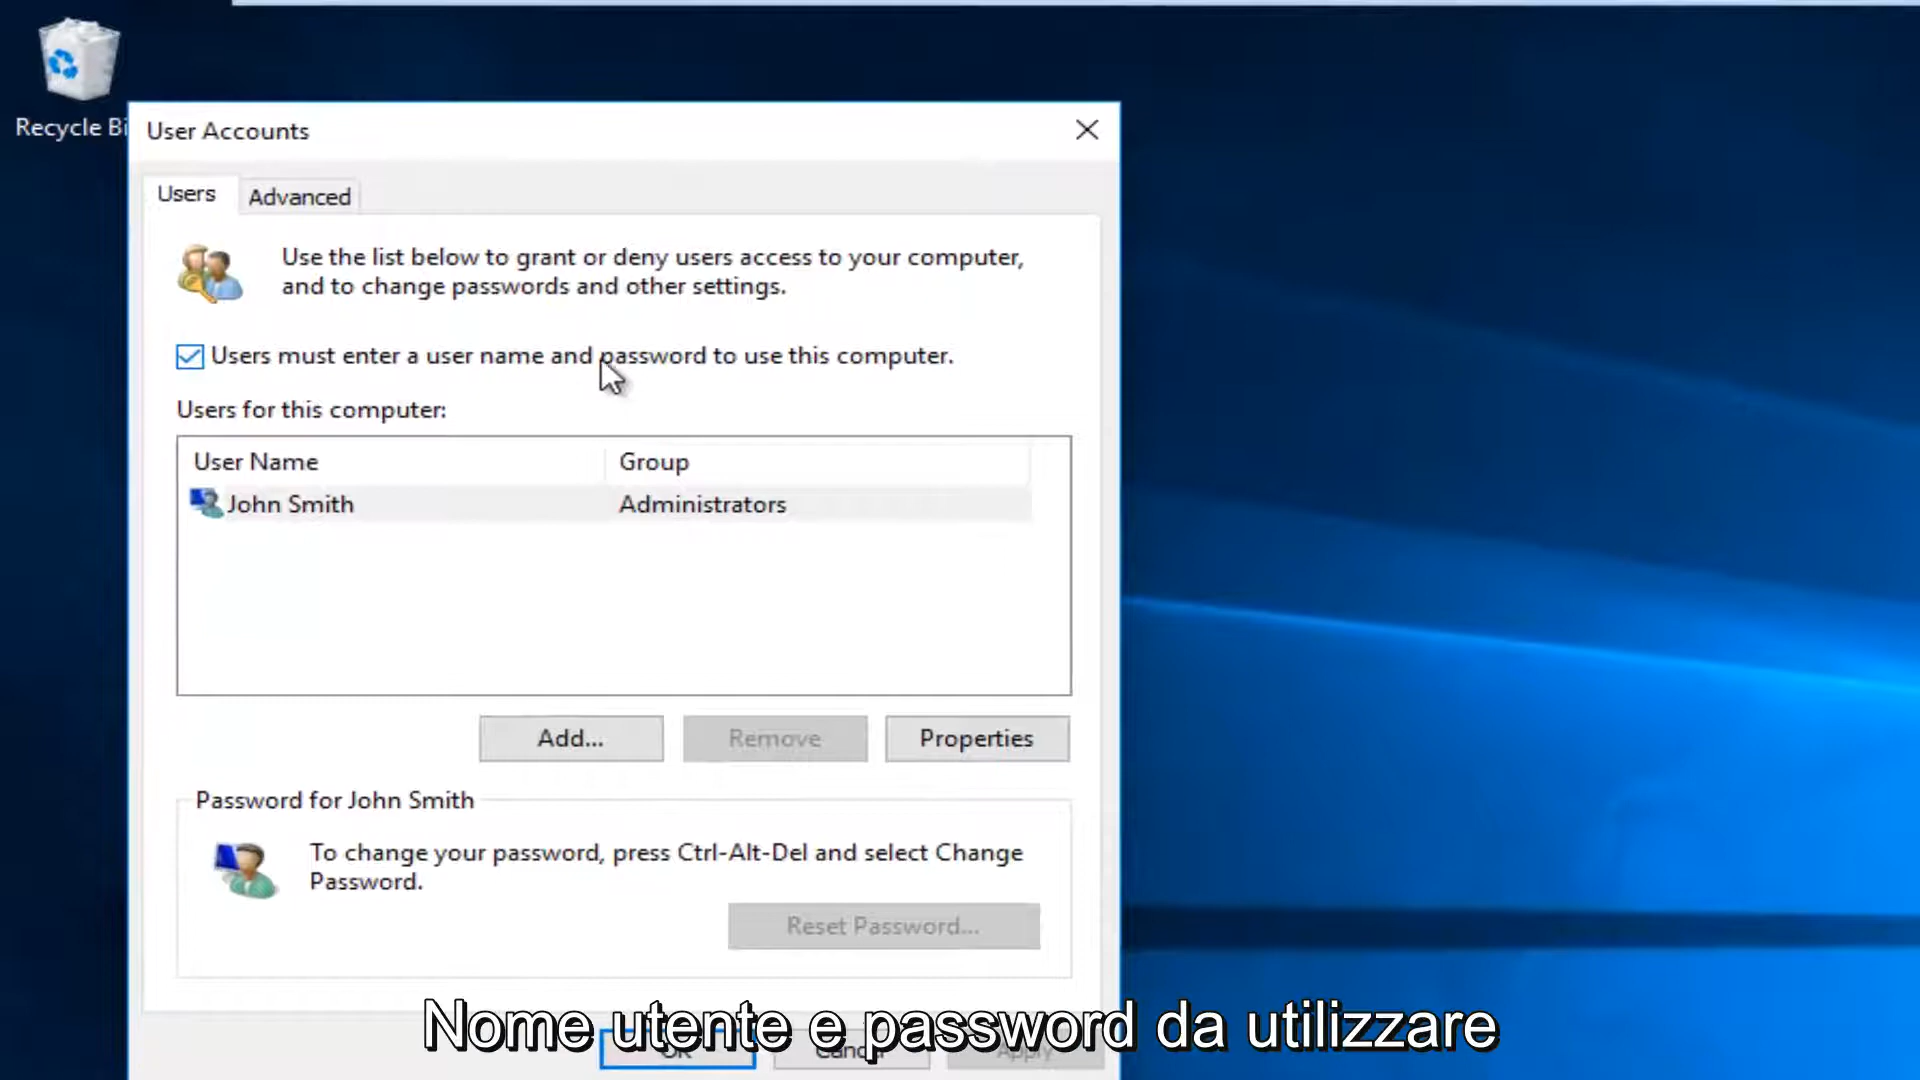 Recycle Bi
User Accounts
Users
Advanced
Use the list below to grant or deny users access to your computer,
and to change passwords and other settings.
Users must enter a user name and password to use this computer.
Users for this computer:
User Name Group
John Smith Administrators
Add... Remove Properties
Password for John Smith
To change your password, press Ctrl-Alt-Del and select Change
Password.
Reset Password...
Nome utente e password da utilizzare
OK Cancel Apply